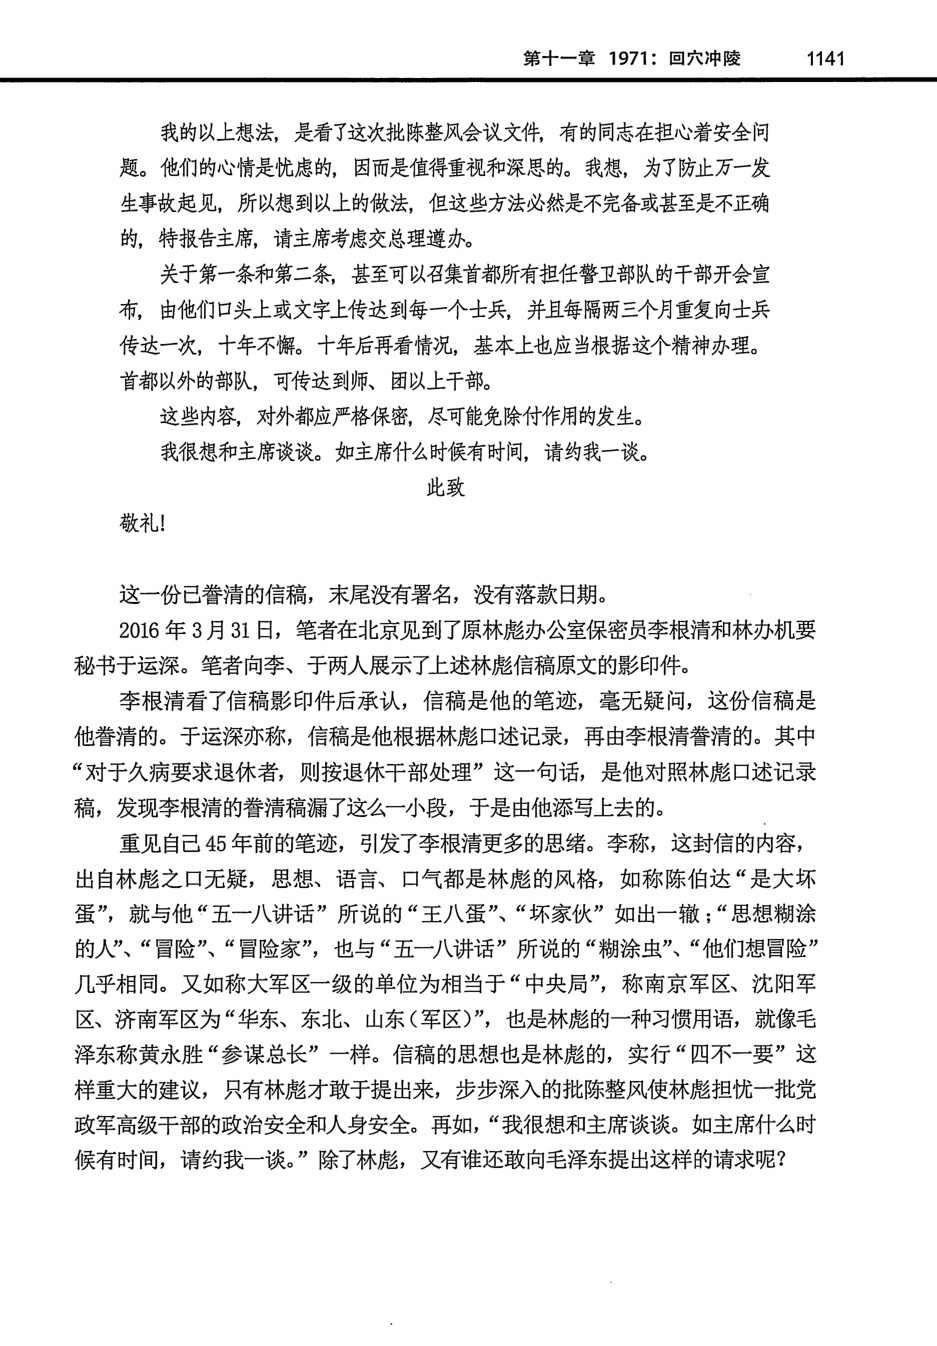 第十一章 1971：回穴冲陵 1141
我的以上想法，是看了这次批陈整风会议文件，有的同志在担心着安全问
题。他们的心情是忧虑的，因而是值得重视和深思的。我想，为了防止万一发
生事故起见，所以想到以上的做法，但这些方法必然是不完备或甚至是不正确
的，特报告主席，请主席考虑交总理遵办。
关于第一条和第二条，甚至可以召集首都所有担任警卫部队的干部开会宣
布，由他们口头上或文字上传达到每一个士兵，并且每隔两三个月重复向士兵
传达一次，十年不懈。十年后再看情况，基本上也应当根据这个精神办理。
首都以外的部队，可传达到师、团以上干部。
这些内容，对外都应严格保密，尽可能免除付作用的发生。
我很想和主席谈谈。如主席什么时候有时间，请约我一谈。
此致
敬礼！
这一份已誊清的信稿，末尾没有署名，没有落款日期。
2016 年 3 月 31 日，笔者在北京见到了原林彪办公室保密员李根清和林办机要
秘书于运深。笔者向李、于两人展示了上述林彪信稿原文的影印件。
李根清看了信稿影印件后承认，信稿是他的笔迹，毫无疑问，这份信稿是
他誊清的。于运深亦称，信稿是他根据林彪口述记录，再由李根清誊清的。其中
“对于久病要求退休者，则按退休干部处理”这一句话，是他对照林彪口述记录
稿，发现李根清的誊清稿漏了这么一小段，于是由他添写上去的。
重见自己 45 年前的笔迹，引发了李根清更多的思绪。李称，这封信的内容，
出自林彪之口无疑，思想、语言、口气都是林彪的风格，如称陈伯达“是大坏
蛋”，就与他“五一八讲话”所说的“王八蛋”、“坏家伙”如出一辙；“思想糊涂
的人”、“冒险”、“冒险家”，也与“五一八讲话”所说的“糊涂虫”、“他们想冒险”
几乎相同。又如称大军区一级的单位为相当于“中央局”，称南京军区、沈阳军
区、济南军区为“华东、东北、山东（军区）”，也是林彪的一种习惯用语，就像毛
泽东称黄永胜“参谋总长”一样。信稿的思想也是林彪的，实行“四不一要”这
样重大的建议，只有林彪才敢于提出来，步步深入的批陈整风使林彪担忧一批党
政军高级干部的政治安全和人身安全。再如，“我很想和主席谈谈。如主席什么时
候有时间，请约我一谈。”除了林彪，又有谁还敢向毛泽东提出这样的请求呢？